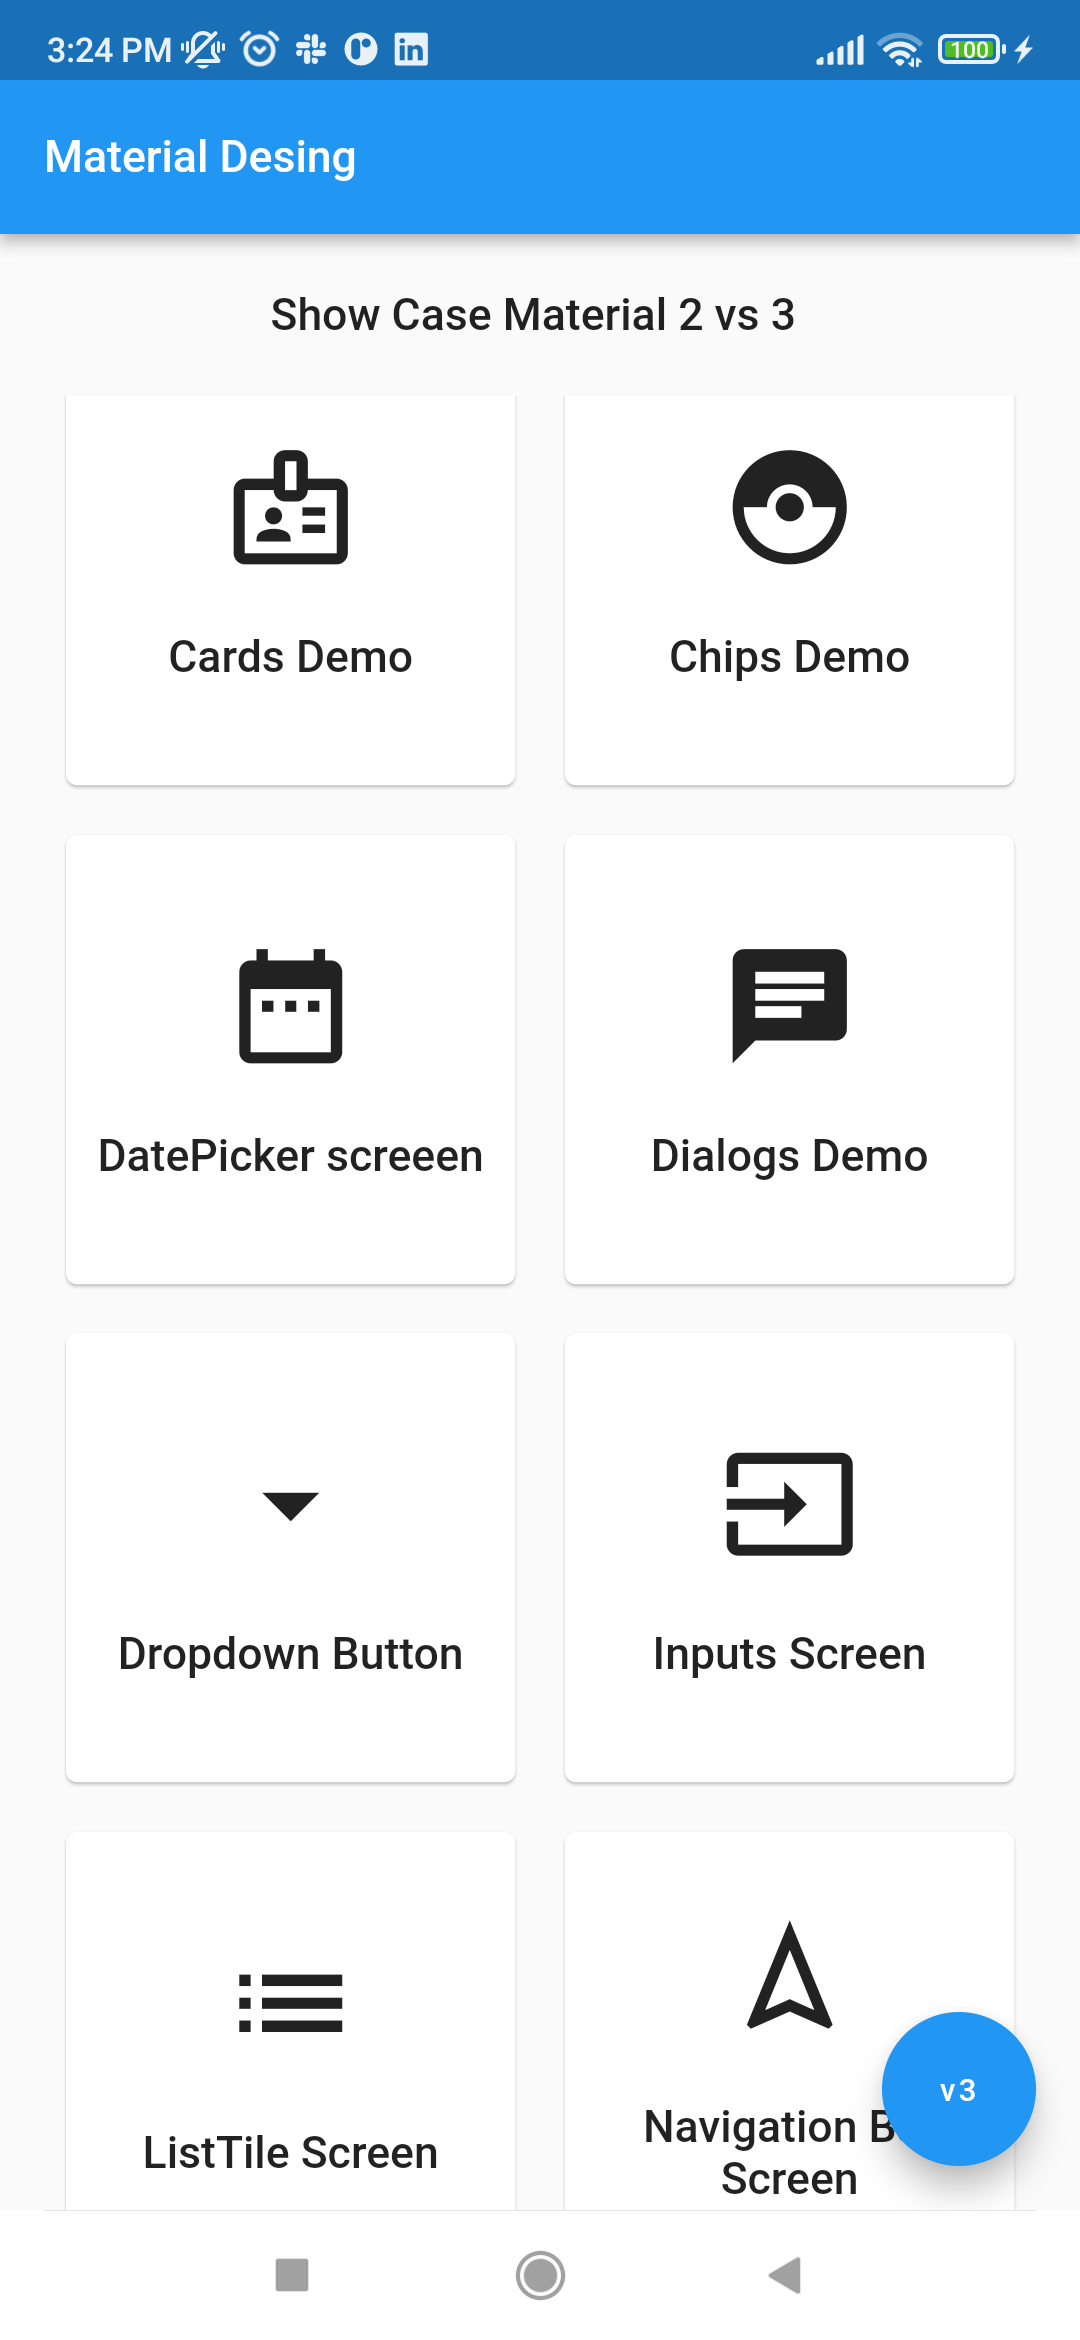 3:24 PM
100
Material Desing
Show Case Material 2 vs 3
Cards Demo
Chips Demo
DatePicker screeen
Dialogs Demo
Dropdown Button
Inputs Screen
ListTile Screen
Navigation
Screen
v3